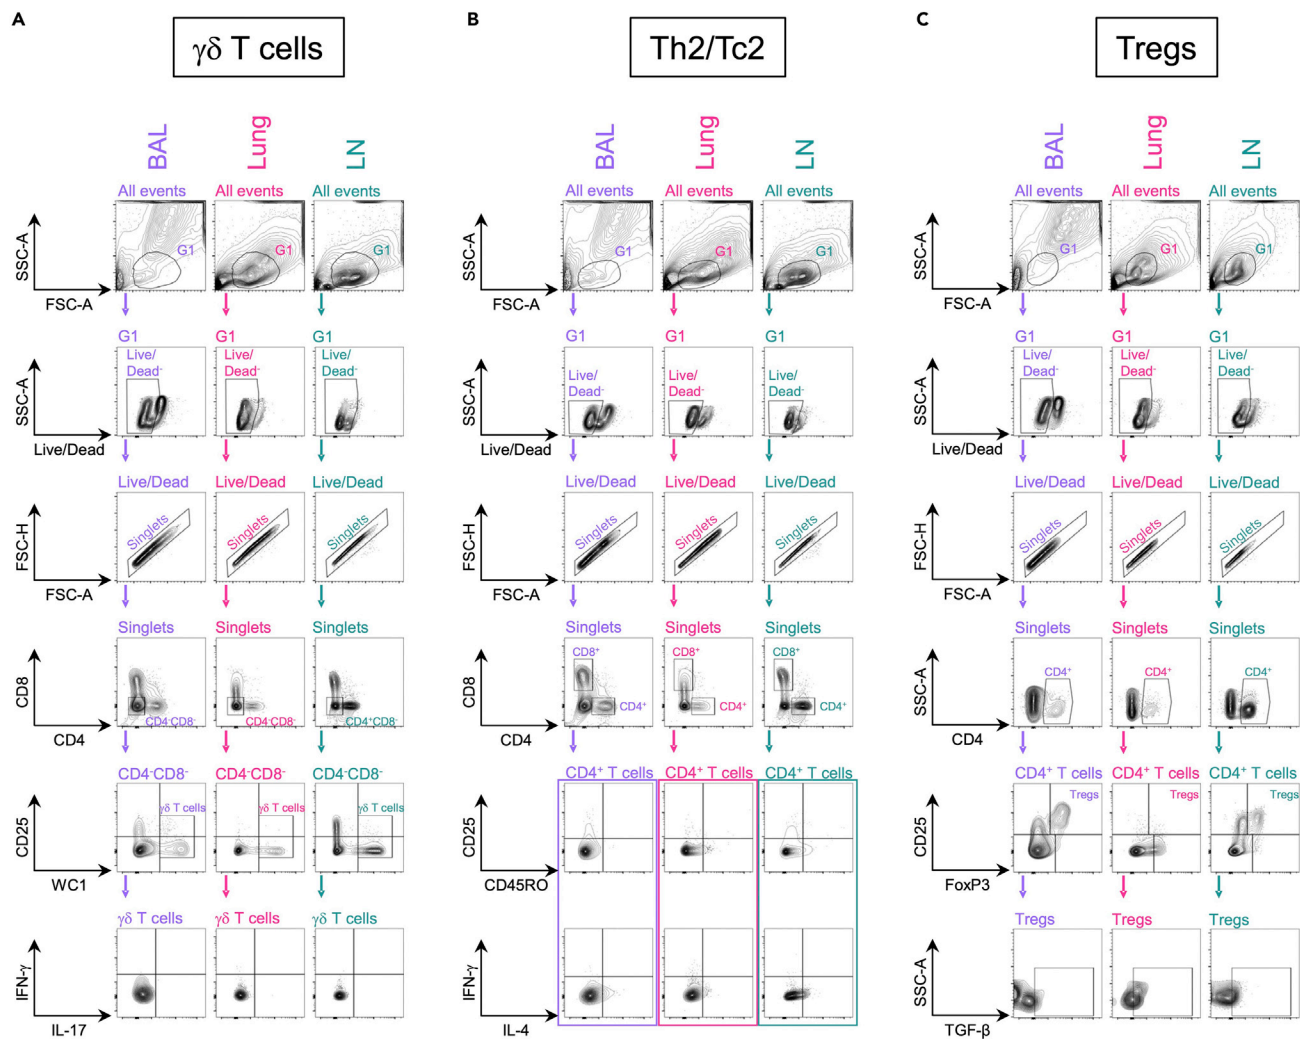 A
B
C
γδ T cells
Th2/Tc2
Tregs
BAL
Lung
LN
BAL
Lung
LN
BAL
Lung
LN
All events
All events
All events
All events
All events
All events
All events
All events
All events
SSC-A
G1
G1
G1
SSC-A
G1
G1
G1
SSC-A
G1
G1
G1
FSC-A
FSC-A
FSC-A
G1
G1
G1
G1
G1
G1
G1
G1
G1
SSC-A
Live/
Dead⁻
Live/
Dead⁻
Live/
Dead⁻
SSC-A
Live/
Dead⁻
Live/
Dead⁻
Live/
Dead⁻
SSC-A
Live/
Dead⁻
Live/
Dead⁻
Live/
Dead⁻
Live/Dead
Live/Dead
Live/Dead
Live/Dead
Live/Dead
Live/Dead
Live/Dead
Live/Dead
Live/Dead
Live/Dead
Live/Dead
Live/Dead
FSC-H
Singlets
Singlets
Singlets
FSC-H
Singlets
Singlets
Singlets
FSC-H
Singlets
Singlets
Singlets
FSC-A
FSC-A
FSC-A
Singlets
Singlets
Singlets
Singlets
Singlets
Singlets
Singlets
Singlets
Singlets
CD8
CD4⁻CD8⁻
CD4⁻CD8⁻
CD4⁺CD8⁻
CD8
CD8⁺
CD4⁺
CD8⁺
CD4⁺
CD8⁺
CD4⁺
SSC-A
CD4⁺
CD4⁺
CD4⁺
CD4
CD4
CD4
CD4⁻CD8⁻
CD4⁻CD8⁻
CD4⁻CD8⁻
CD4⁺ T cells
CD4⁺ T cells
CD4⁺ T cells
CD4⁺ T cells
CD4⁺ T cells
CD4⁺ T cells
CD25
γδ T cells
γδ T cells
γδ T cells
CD25
CD25
Tregs
Tregs
Tregs
WC1
CD45RO
FoxP3
γδ T cells
γδ T cells
γδ T cells
Tregs
Tregs
Tregs
IFN-γ
IFN-γ
SSC-A
IL-17
IL-4
TGF-β